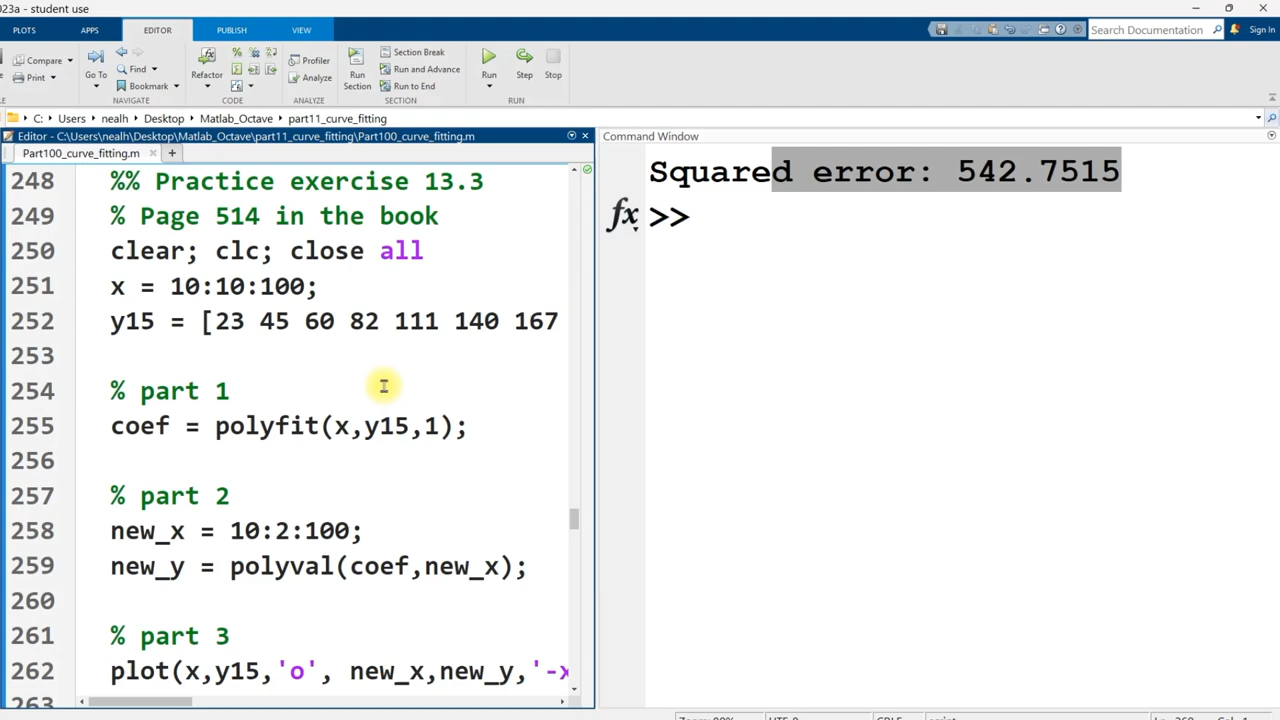 023a - student use
PLOTS APPS EDITOR PUBLISH VIEW
Search Documentation Sign In
Compare Go To Find Refactor Profiler Section Break Run Step Stop
Print Bookmark Analyze Run Section Run and Advance
Run to End
NAVIGATE CODE ANALYZE SECTION RUN
C: Users nealh Desktop Matlab_Octave part11_curve_fitting
Editor - C:\Users\nealh\Desktop\Matlab_Octave\part11_curve_fitting\Part100_curve_fitting.m
Part100_curve_fitting.m
248 %% Practice exercise 13.3
249 % Page 514 in the book
250 clear; clc; close all
251 x = 10:10:100;
252 y15 = [23 45 60 82 111 140 167
253
254 % part 1
255 coef = polyfit(x,y15,1);
256
257 % part 2
258 new_x = 10:2:100;
259 new_y = polyval(coef,new_x);
260
261 % part 3
262 plot(x,y15,'o', new_x,new_y,'-x
263
Command Window
Squared error: 542.7515
fx >>